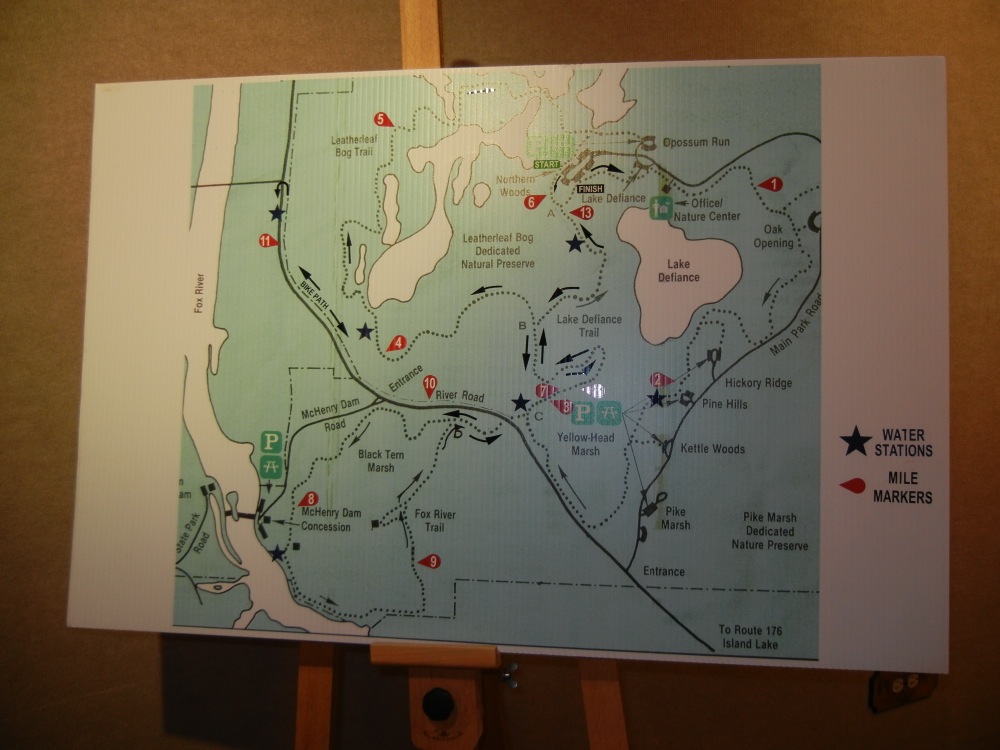 5
Leatherleaf
Bog Trail
Opossum Run
START
Northern
Woods
FINISH
Lake Defiance
6
A
13
1
Office/
Nature Center
Oak
Opening
11
Leatherleaf Bog
Dedicated
Natural Preserve
Lake
Defiance
Fox River
BIKE PATH
4
B
Lake Defiance
Trail
Main Park Road
Entrance
10
River Road
McHenry Dam
Road
7
2
Hickory Ridge
Pine Hills
C
P
Yellow-Head
Marsh
Kettle Woods
D
P
Black Tern
Marsh
8
McHenry Dam
Concession
Fox River
Trail
Pike
Marsh
Pike Marsh
Dedicated
Nature Preserve
State Park
Road
9
Entrance
To Route 176
Island Lake
WATER
STATIONS
MILE
MARKERS